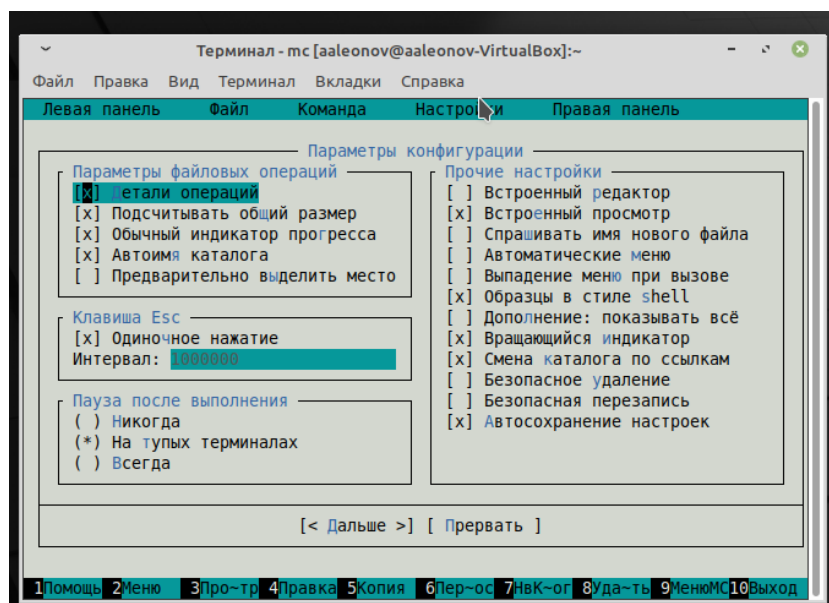 Терминал - mc [aaleonov@aaleonov-VirtualBox]:~
Файл Правка Вид Терминал Вкладки Справка
Левая панель Файл Команда Настройки Правая панель
Параметры конфигурации
Параметры файловых операций
[x] Детали операций
[x] Подсчитывать общий размер
[x] Обычный индикатор прогресса
[x] Автоимя каталога
[ ] Предварительно выделить место
Клавиша Esc
[x] Одиночное нажатие
Интервал: 1000000
Пауза после выполнения
( ) Никогда
(*) На тупых терминалах
( ) Всегда
Прочие настройки
[ ] Встроенный редактор
[x] Встроенный просмотр
[ ] Спрашивать имя нового файла
[ ] Автоматические меню
[ ] Выпадение меню при вызове
[x] Образцы в стиле shell
[ ] Дополнение: показывать всё
[x] Вращающийся индикатор
[x] Смена каталога по ссылкам
[ ] Безопасное удаление
[ ] Безопасная перезапись
[x] Автосохранение настроек
[< Дальше >] [ Прервать ]
1Помощь 2Меню 3Про~тр 4Правка 5Копия 6Пер~ос 7НвК~ог 8Уда~ть 9МенюМС 10Выход